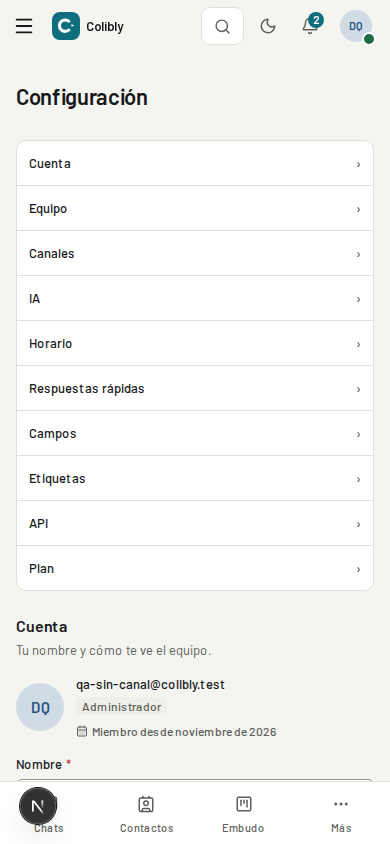 Colibly
2
DQ
Configuración
Cuenta
Equipo
Canales
IA
Horario
Respuestas rápidas
Campos
Etiquetas
API
Plan
Cuenta
Tu nombre y cómo te ve el equipo.
DQ
qa-sin-canal@colibly.test
Administrador
Miembro desde noviembre de 2026
Nombre *
N
Chats
Contactos
Embudo
Más